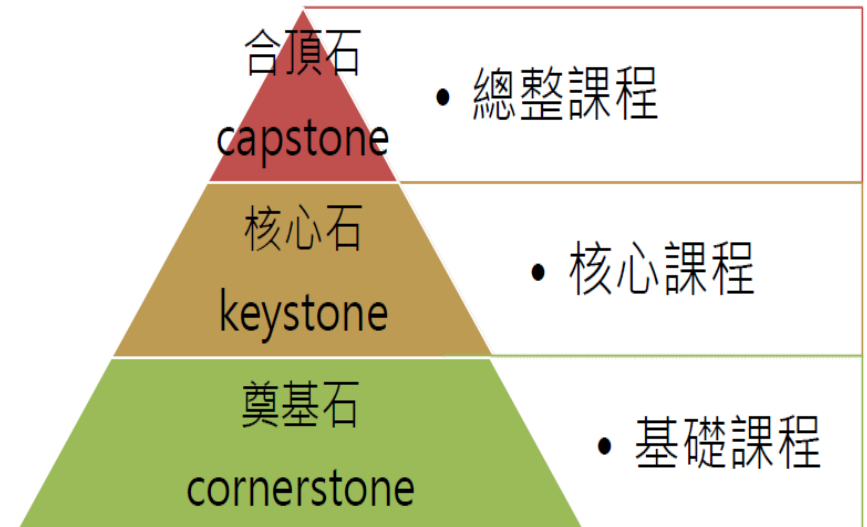 合頂石
capstone
• 總整課程
核心石
keystone
• 核心課程
奠基石
cornerstone
• 基礎課程